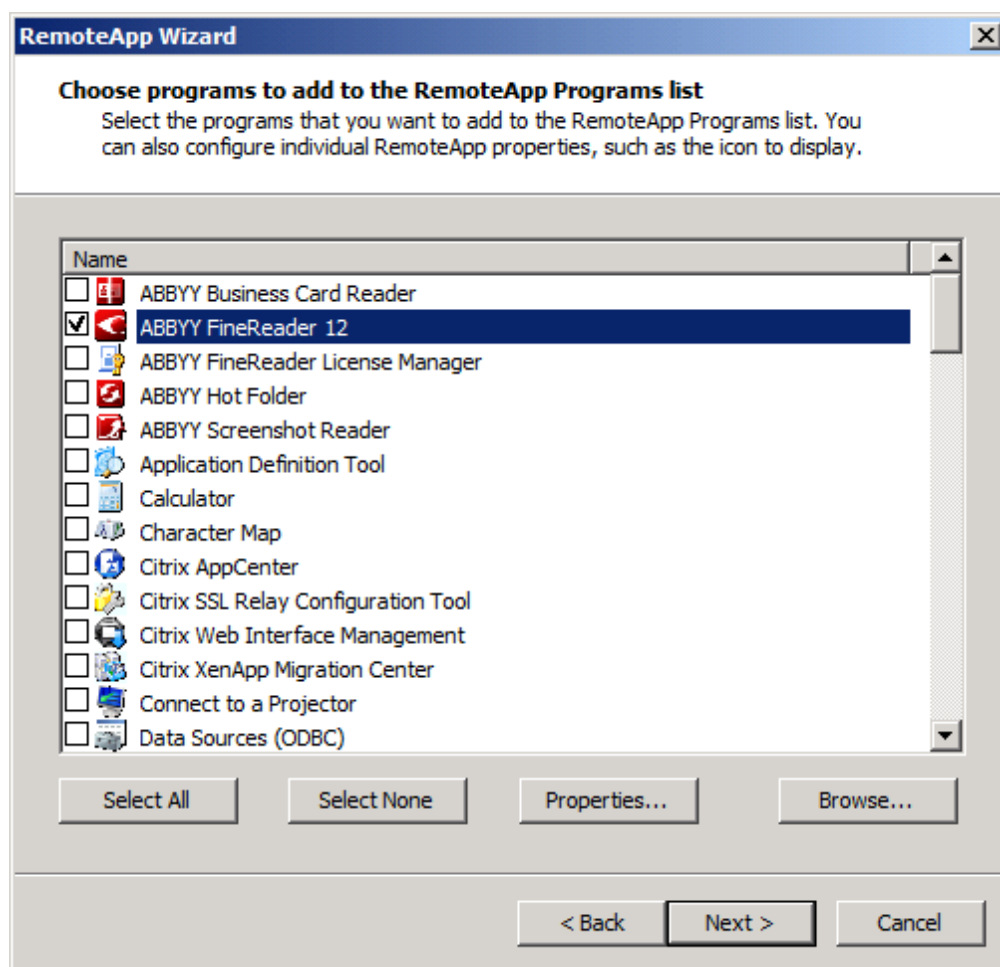 RemoteApp Wizard
Choose programs to add to the RemoteApp Programs list
Select the programs that you want to add to the RemoteApp Programs list. You
can also configure individual RemoteApp properties, such as the icon to display.
Name
ABBYY Business Card Reader
ABBYY FineReader 12
ABBYY FineReader License Manager
ABBYY Hot Folder
ABBYY Screenshot Reader
Application Definition Tool
Calculator
Character Map
Citrix AppCenter
Citrix SSL Relay Configuration Tool
Citrix Web Interface Management
Citrix XenApp Migration Center
Connect to a Projector
Data Sources (ODBC)
Select All Select None Properties... Browse...
< Back Next > Cancel